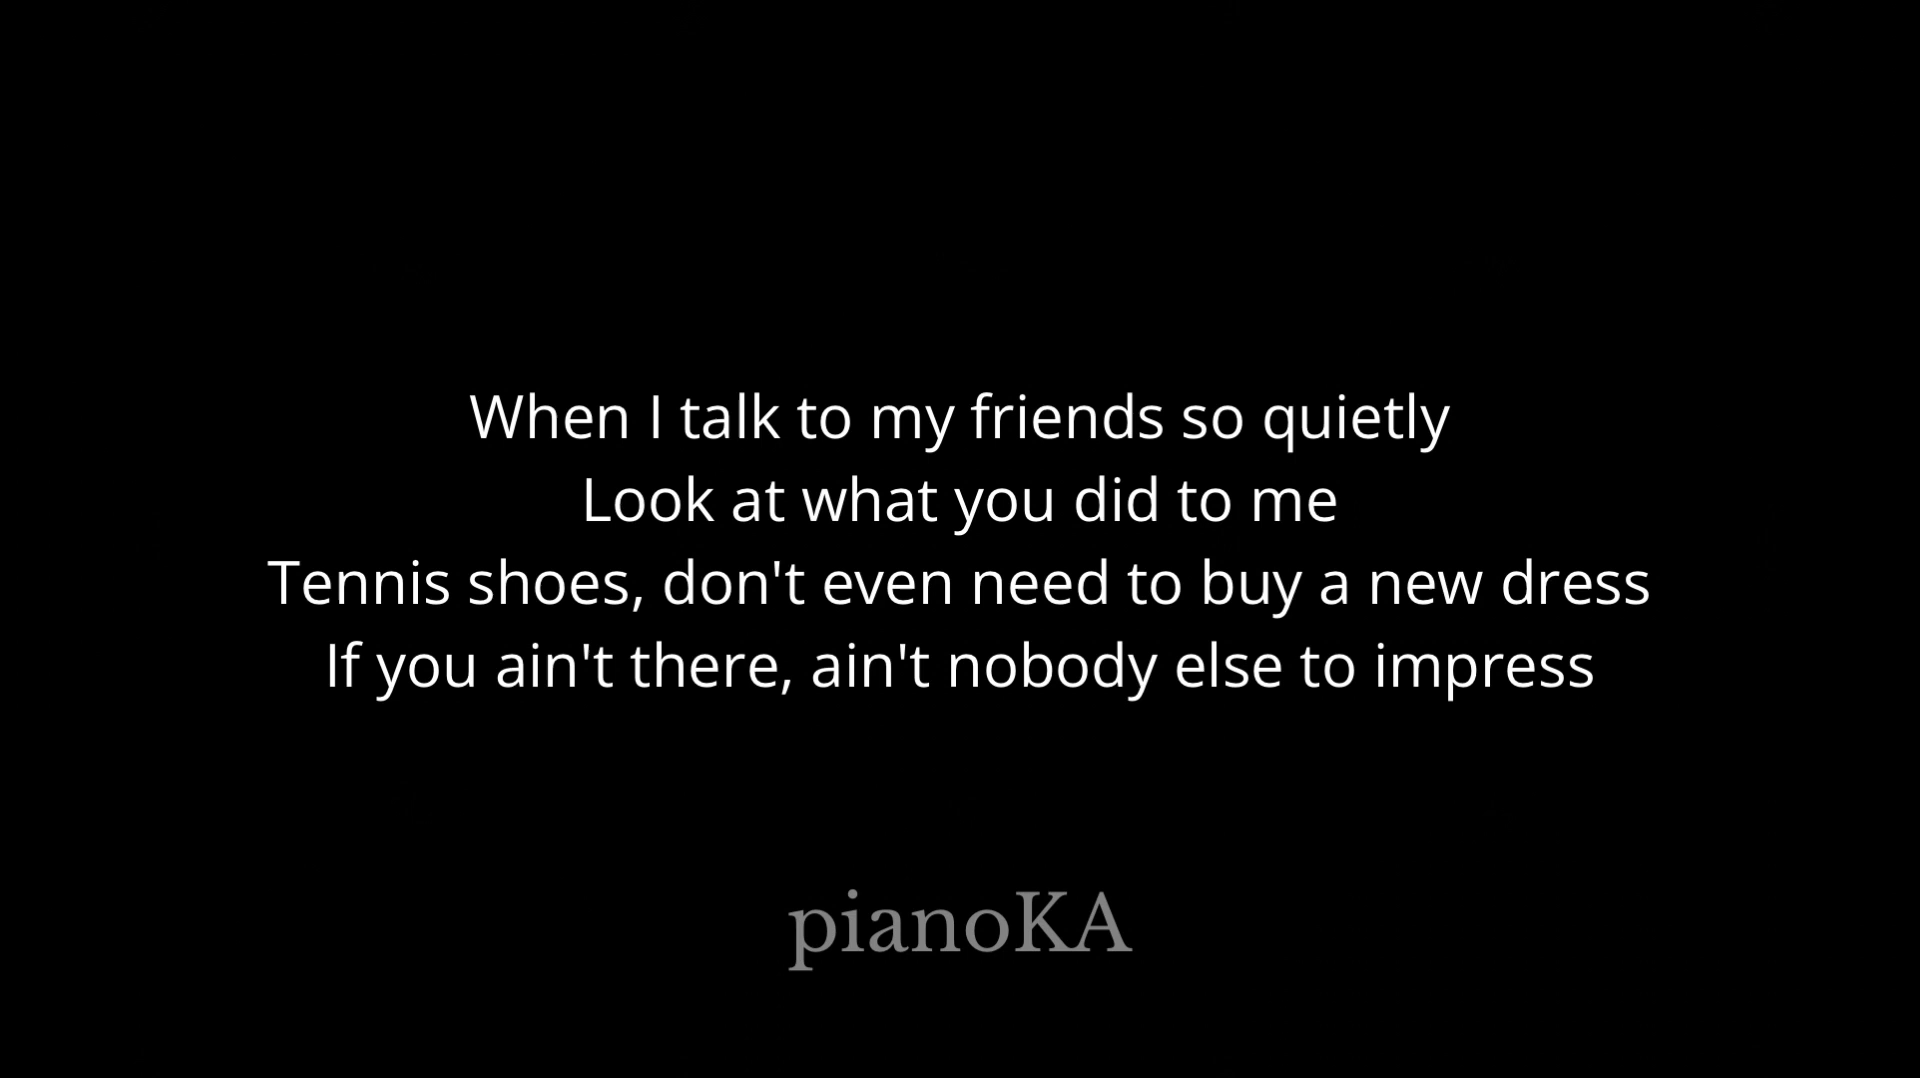 When I talk to my friends so quietly
Look at what you did to me
Tennis shoes, don't even need to buy a new dress
If you ain't there, ain't nobody else to impress
pianoKA